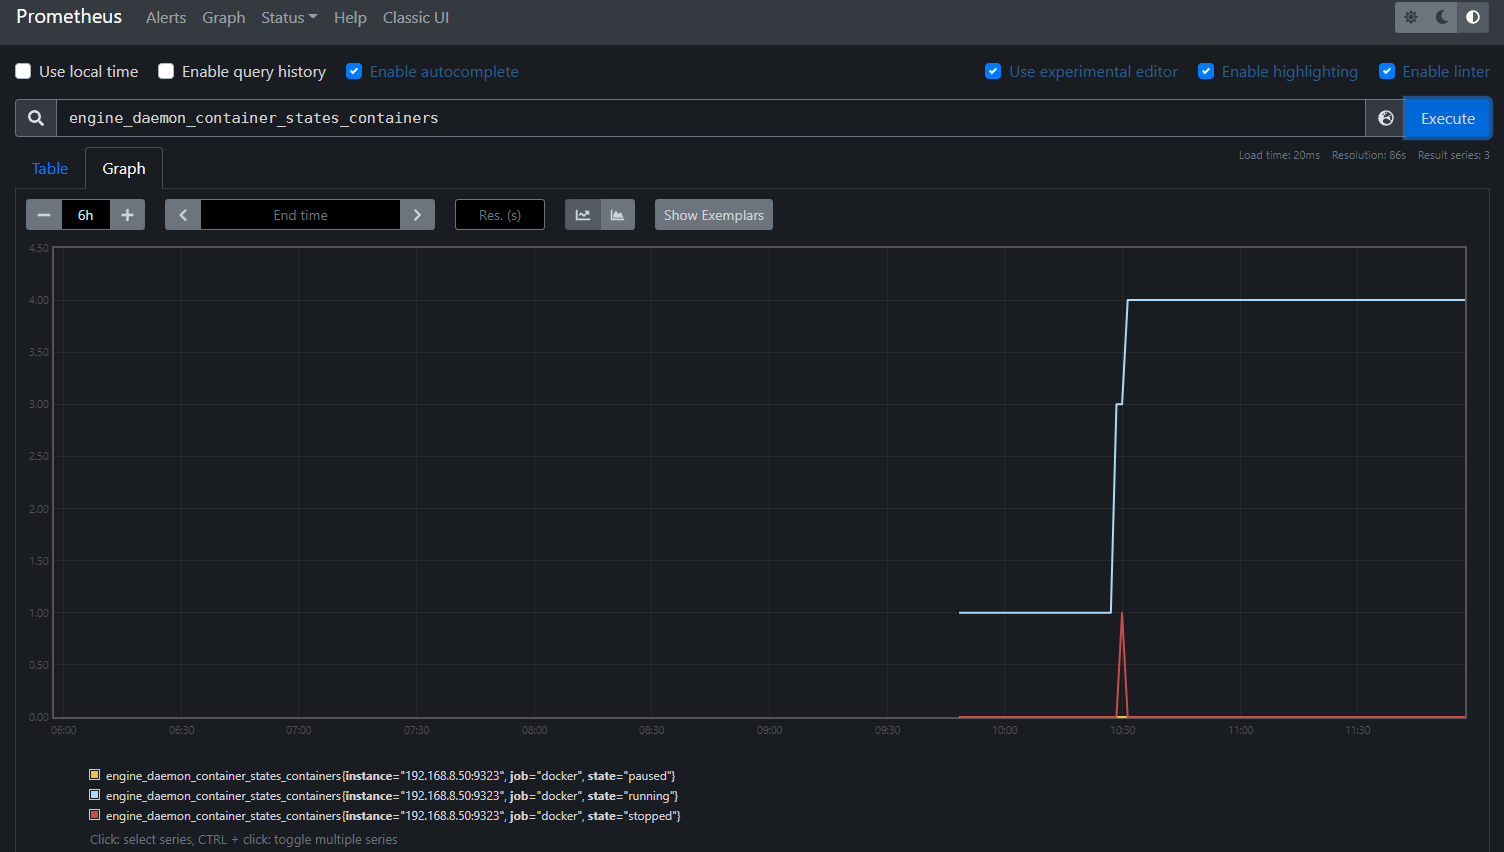 Prometheus Alerts Graph Status Help Classic UI
Use local time Enable query history Enable autocomplete Use experimental editor Enable highlighting Enable linter
engine_daemon_container_states_containers Execute
Load time: 20ms Resolution: 86s Result series: 3
Table Graph
6h End time Res. (s) Show Exemplars
4.50
4.00
3.50
3.00
2.50
2.00
1.50
1.00
0.50
0.00
06:00 06:30 07:00 07:30 08:00 08:30 09:00 09:30 10:00 10:30 11:00 11:30
engine_daemon_container_states_containers{instance="192.168.8.50:9323", job="docker", state="paused"}
engine_daemon_container_states_containers{instance="192.168.8.50:9323", job="docker", state="running"}
engine_daemon_container_states_containers{instance="192.168.8.50:9323", job="docker", state="stopped"}
Click: select series, CTRL + click: toggle multiple series